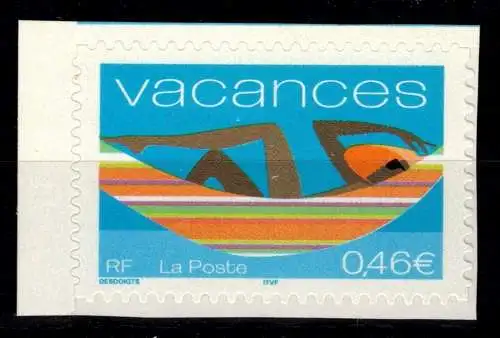 vacances
RF La Poste 0,46€
DESDOIGTS ITVF